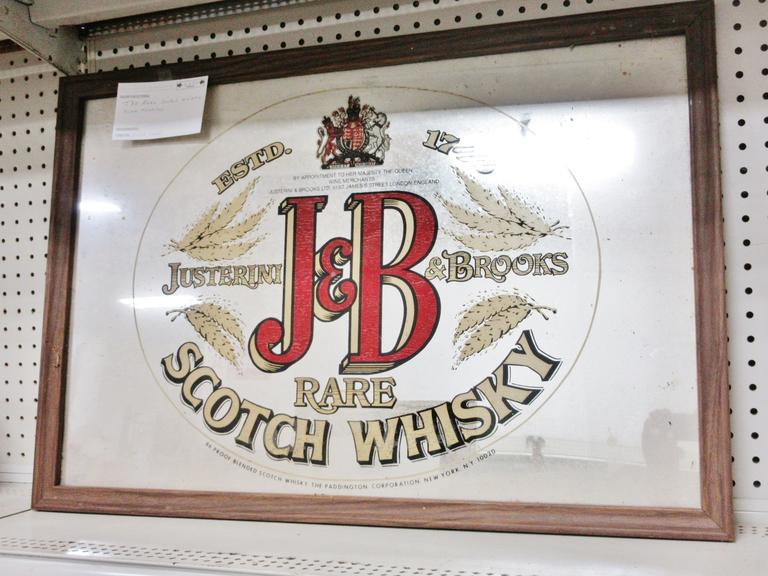 ESTD. 17
BY APPOINTMENT TO HER MAJESTY THE QUEEN
WINE MERCHANTS
JUSTERINI & BROOKS LTD. 61 ST JAMES'S STREET LONDON ENGLAND
J&B
JUSTERINI & BROOKS
RARE
SCOTCH WHISKY
86 PROOF BLENDED SCOTCH WHISKY THE PADDINGTON CORPORATION, NEW YORK, N.Y. 10020